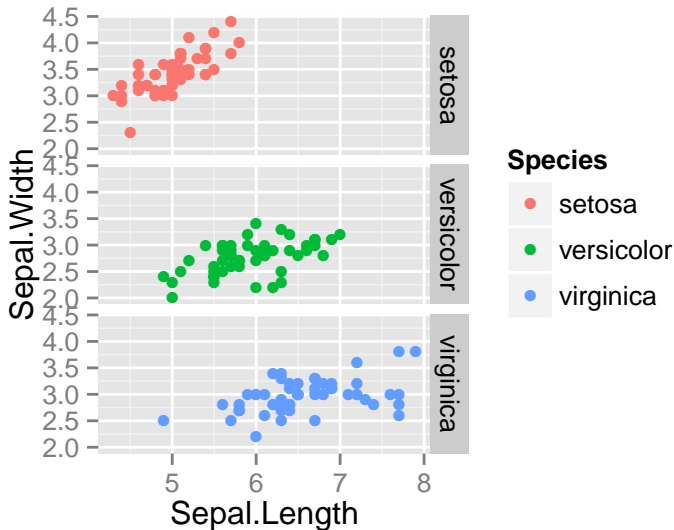 Sepal.Width
4.5
4.0
3.5
3.0
2.5
2.0
setosa
4.5
4.0
3.5
3.0
2.5
2.0
versicolor
4.5
4.0
3.5
3.0
2.5
2.0
virginica
5 6 7 8
Sepal.Length
Species
setosa
versicolor
virginica